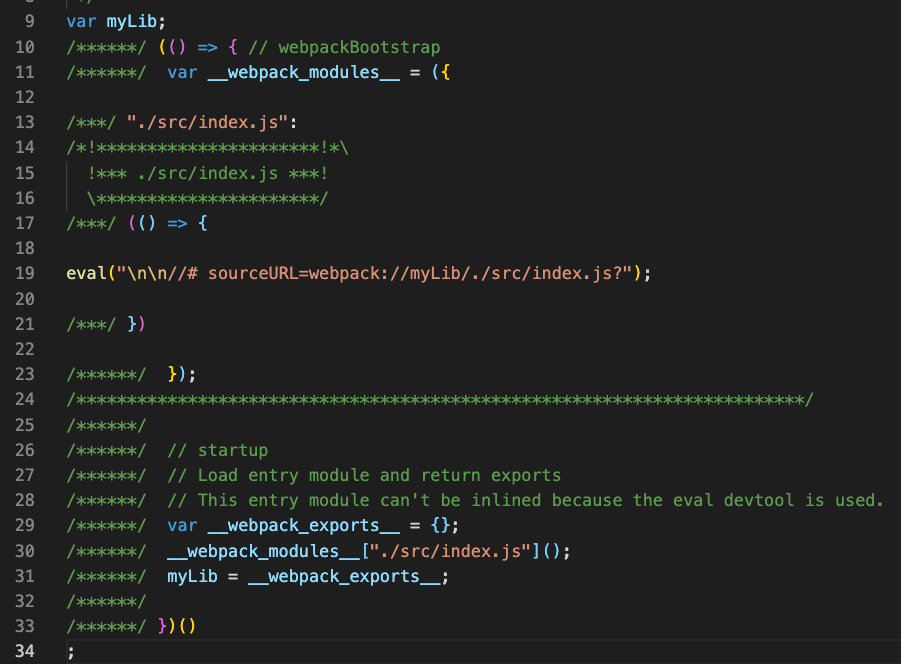 9 var myLib;
10 /******/ (() => { // webpackBootstrap
11 /******/ 	var __webpack_modules__ = ({
12
13 /***/ "./src/index.js":
14 /*!**********************!*\
15   !*** ./src/index.js ***!
16   \**********************/
17 /***/ (() => {
18
19 eval("\n\n//# sourceURL=webpack://myLib/./src/index.js?");
20
21 /***/ })
22
23 /******/ 	});
24 /************************************************************************/
25 /******/
26 /******/ 	// startup
27 /******/ 	// Load entry module and return exports
28 /******/ 	// This entry module can't be inlined because the eval devtool is used.
29 /******/ 	var __webpack_exports__ = {};
30 /******/ 	__webpack_modules__["./src/index.js"]();
31 /******/ 	myLib = __webpack_exports__;
32 /******/
33 /******/ })()
34 ;